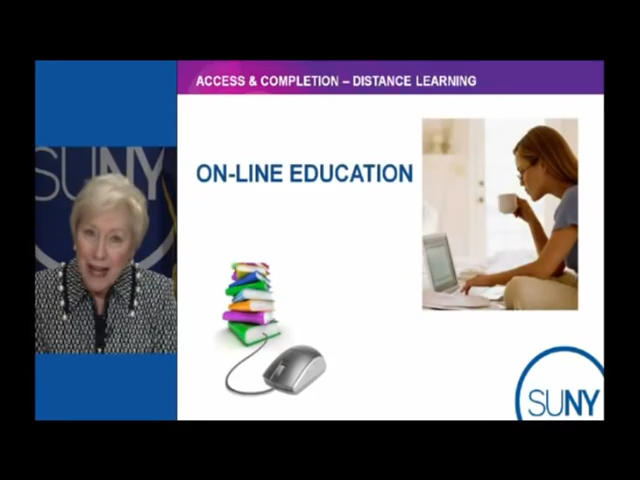 ACCESS & COMPLETION – DISTANCE LEARNING
ON-LINE EDUCATION
SUNY
SUNY